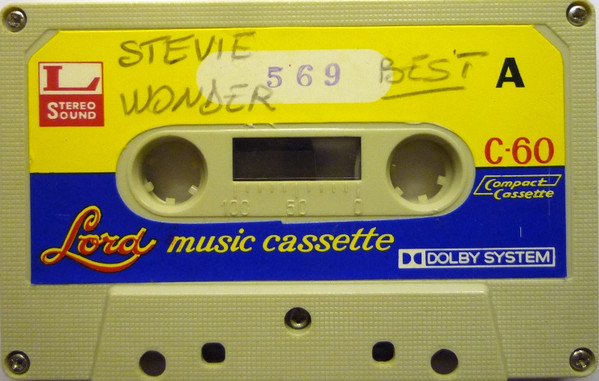 STEVIE
WONDER
569
BEST
A
L
STEREO
SOUND
C-60
Compact
Cassette
100 50 0
Lord music cassette
DOLBY SYSTEM